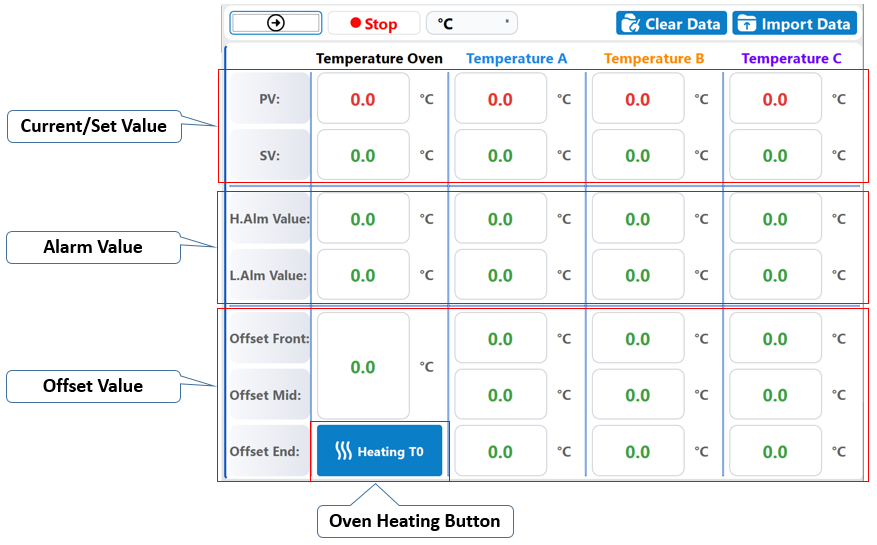 Stop °C Clear Data Import Data
Temperature Oven Temperature A Temperature B Temperature C
PV: 0.0 °C 0.0 °C 0.0 °C 0.0 °C
Current/Set Value
SV: 0.0 °C 0.0 °C 0.0 °C 0.0 °C
H.Alm Value: 0.0 °C 0.0 °C 0.0 °C 0.0 °C
Alarm Value
L.Alm Value: 0.0 °C 0.0 °C 0.0 °C 0.0 °C
Offset Front: 0.0 °C 0.0 °C 0.0 °C
0.0 °C
Offset Value
Offset Mid: 0.0 °C 0.0 °C 0.0 °C
Offset End: Heating T0 0.0 °C 0.0 °C 0.0 °C
Oven Heating Button